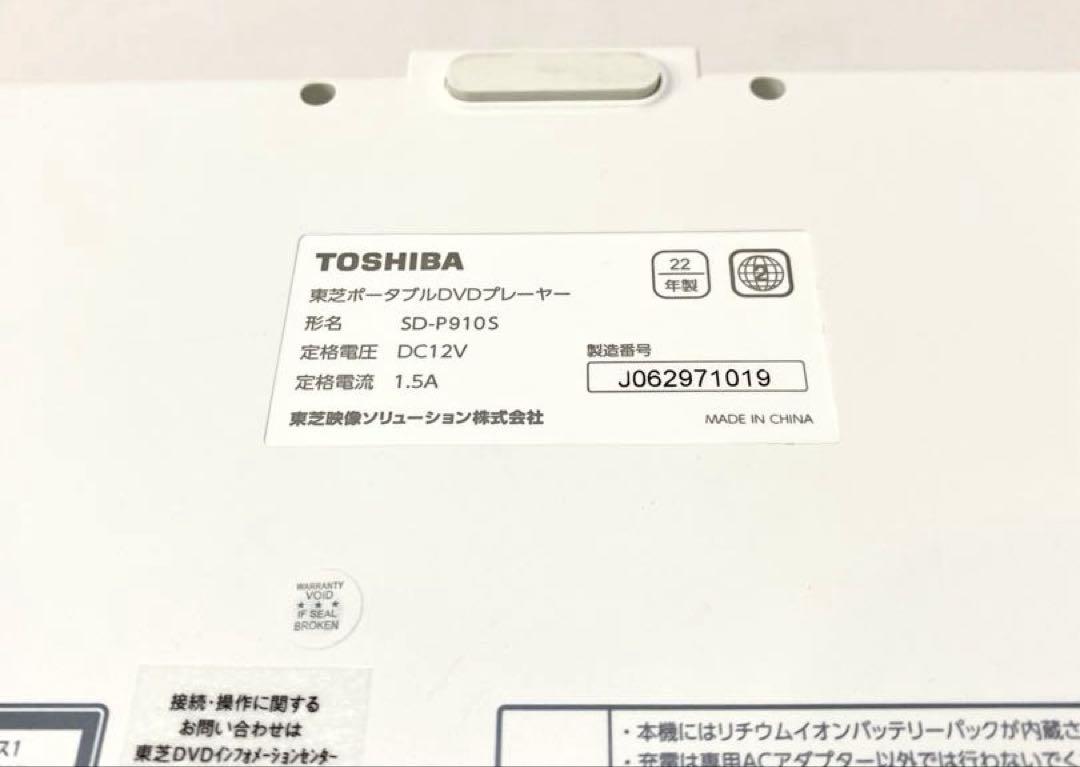 TOSHIBA
東芝ポータブルDVDプレーヤー
22
年製
2
形名 SD-P910S
定格電圧 DC12V
定格電流 1.5A
製造番号
J062971019
東芝映像ソリューション株式会社
MADE IN CHINA
WARRANTY
VOID
★ ★ ★
IF SEAL
BROKEN
接続・操作に関する
お問い合わせは
東芝DVDインフォメーションセンター
ス1
・本機にはリチウムイオンバッテリーパックが内蔵さ
・充電は専用ACアダプター以外では行わないでく